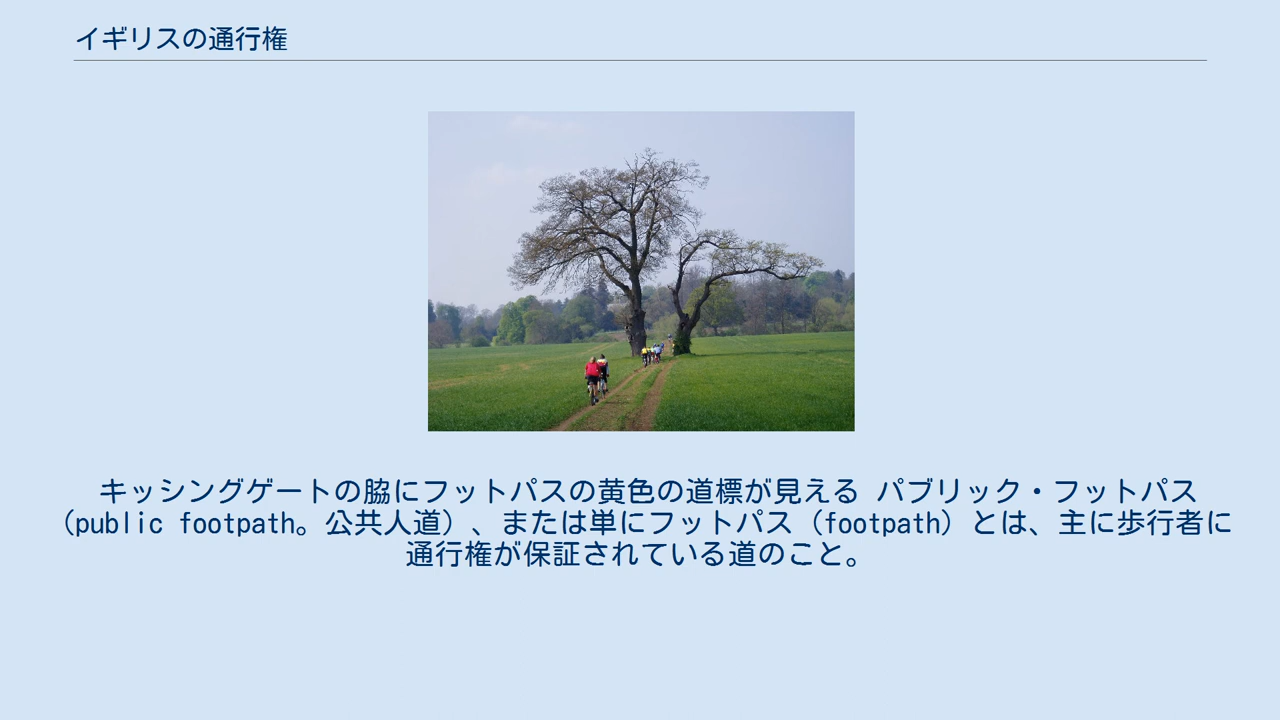 イギリスの通行権
キッシングゲートの脇にフットパスの黄色の道標が見える パブリック・フットパス
（public footpath。公共人道）、または単にフットパス（footpath）とは、主に歩行者に
通行権が保証されている道のこと。